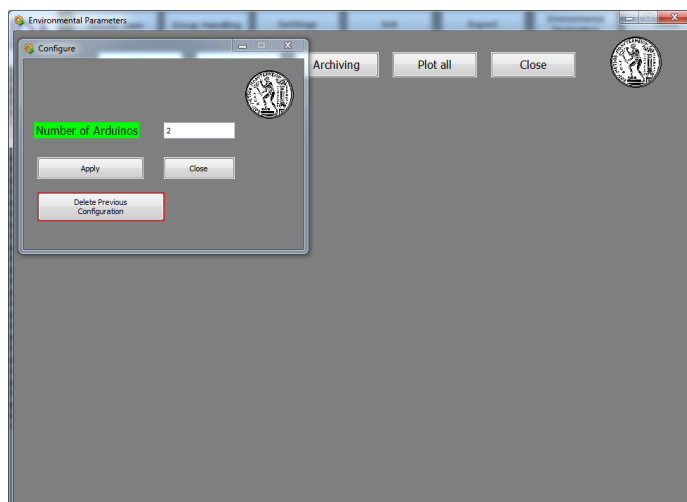 Environmental Parameters
Configure
Archiving
Plot all
Close
Number of Arduinos
2
Apply
Close
Delete Previous
Configuration